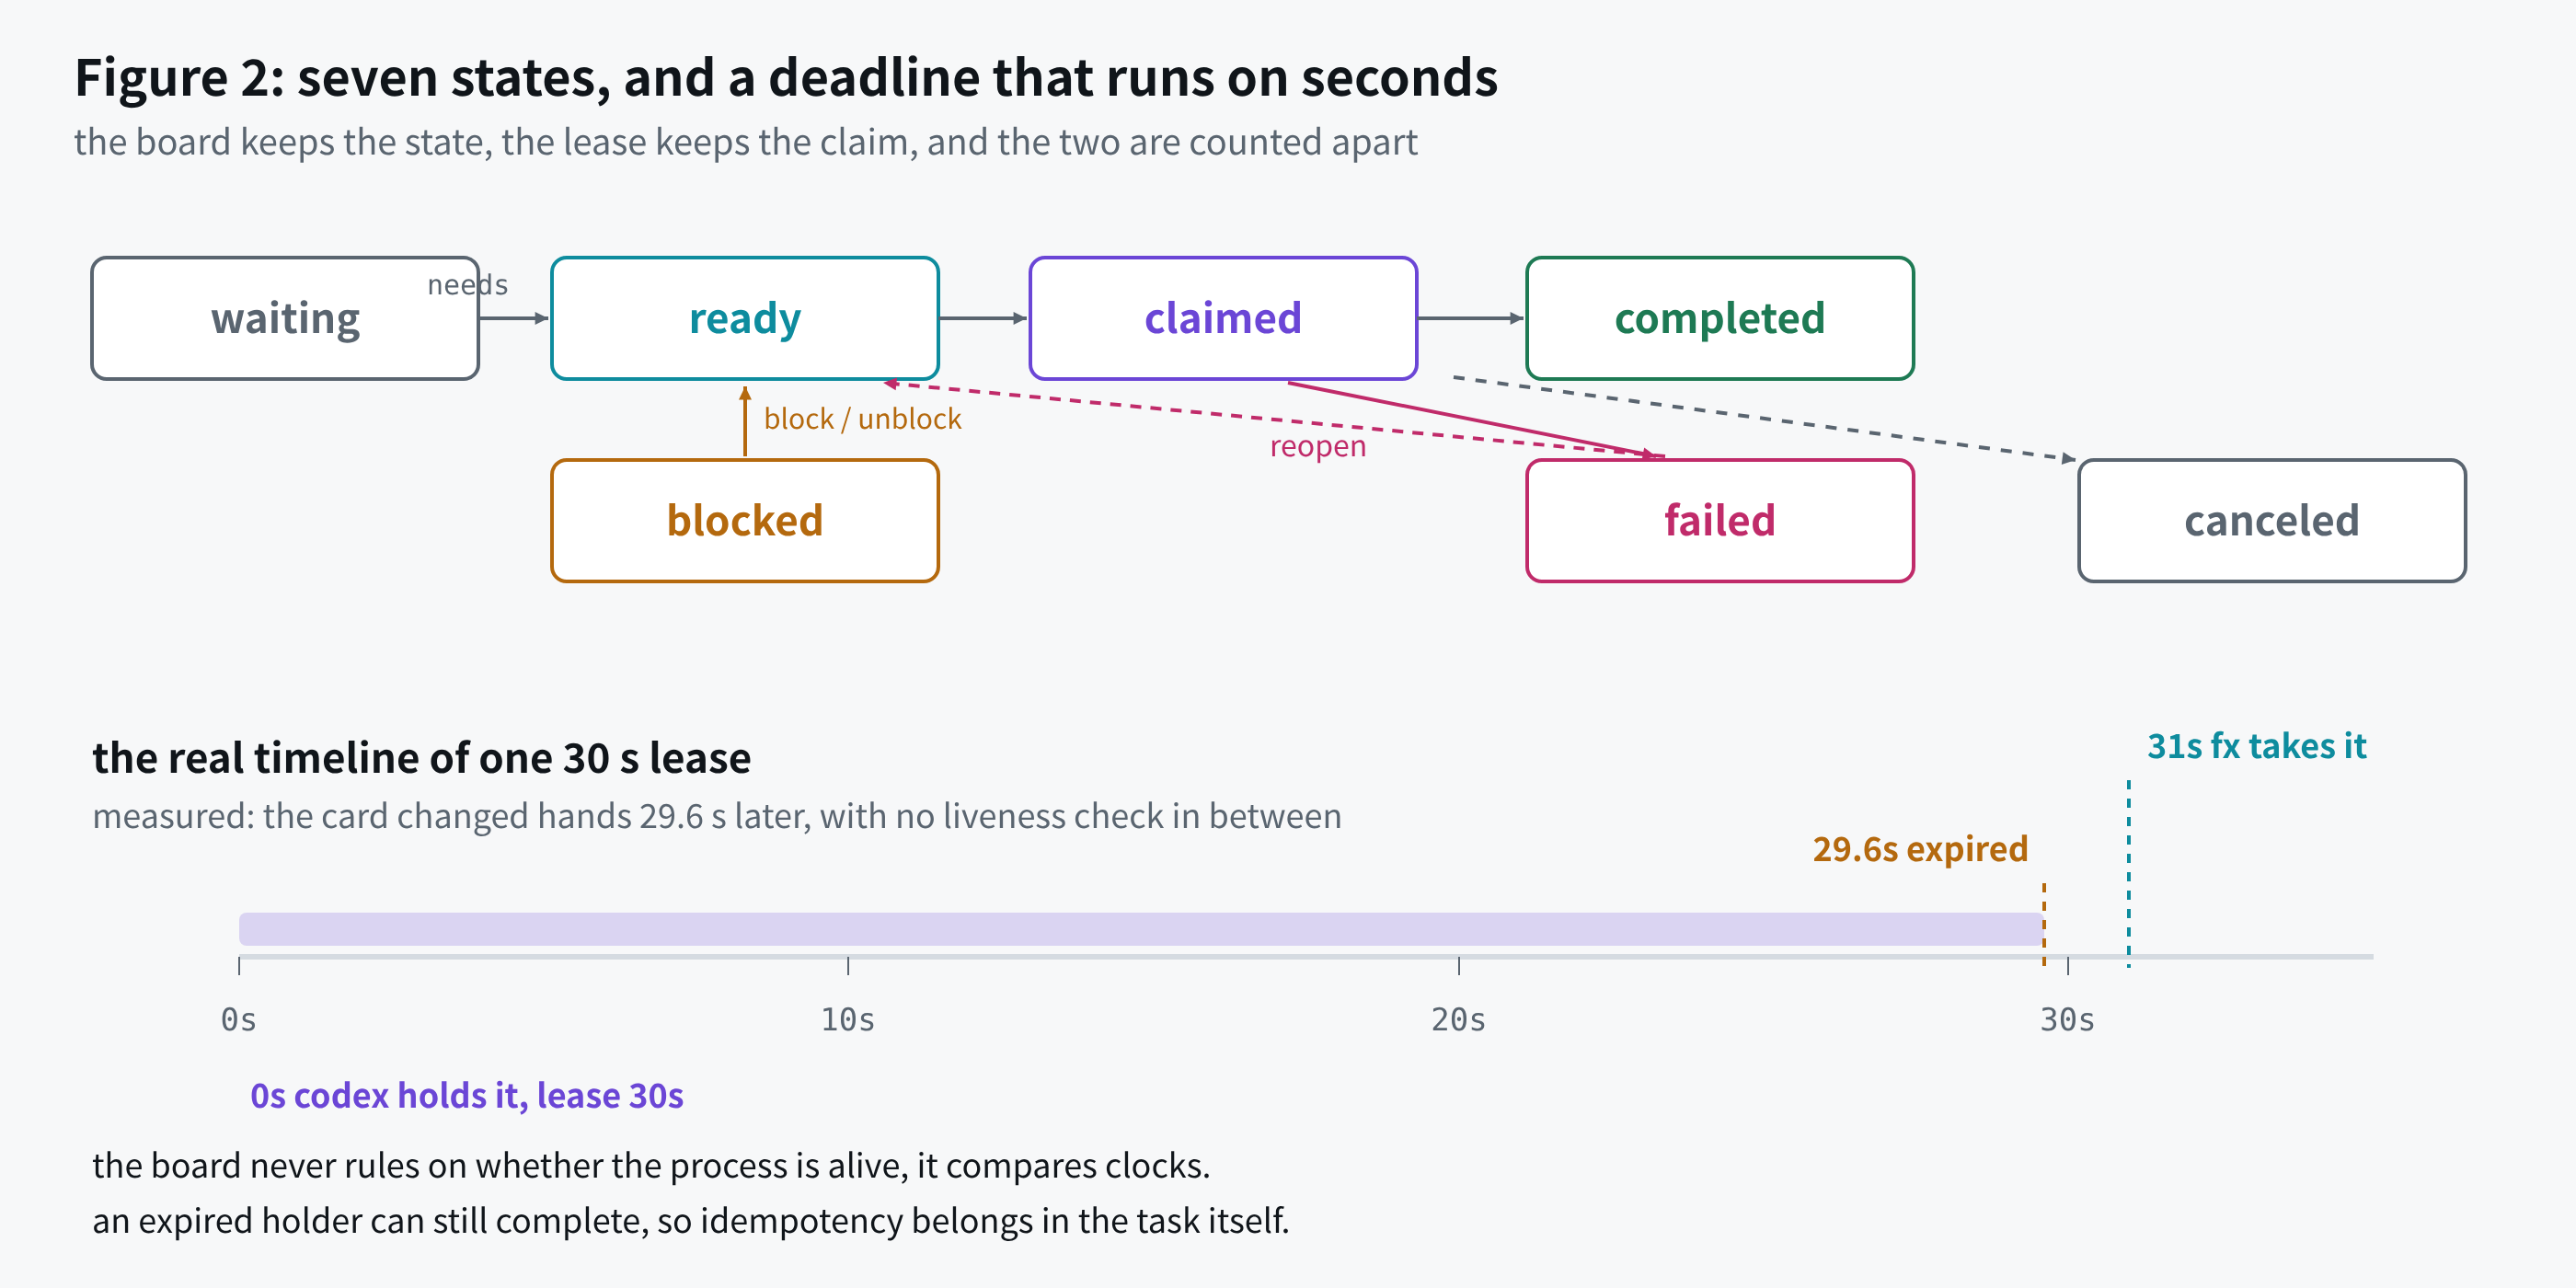 Figure 2: seven states, and a deadline that runs on seconds
the board keeps the state, the lease keeps the claim, and the two are counted apart
needs
waiting
ready
claimed
completed
block / unblock
reopen
blocked
failed
canceled
the real timeline of one 30 s lease
31s fx takes it
measured: the card changed hands 29.6 s later, with no liveness check in between
29.6s expired
0s
10s
20s
30s
0s codex holds it, lease 30s
the board never rules on whether the process is alive, it compares clocks.
an expired holder can still complete, so idempotency belongs in the task itself.